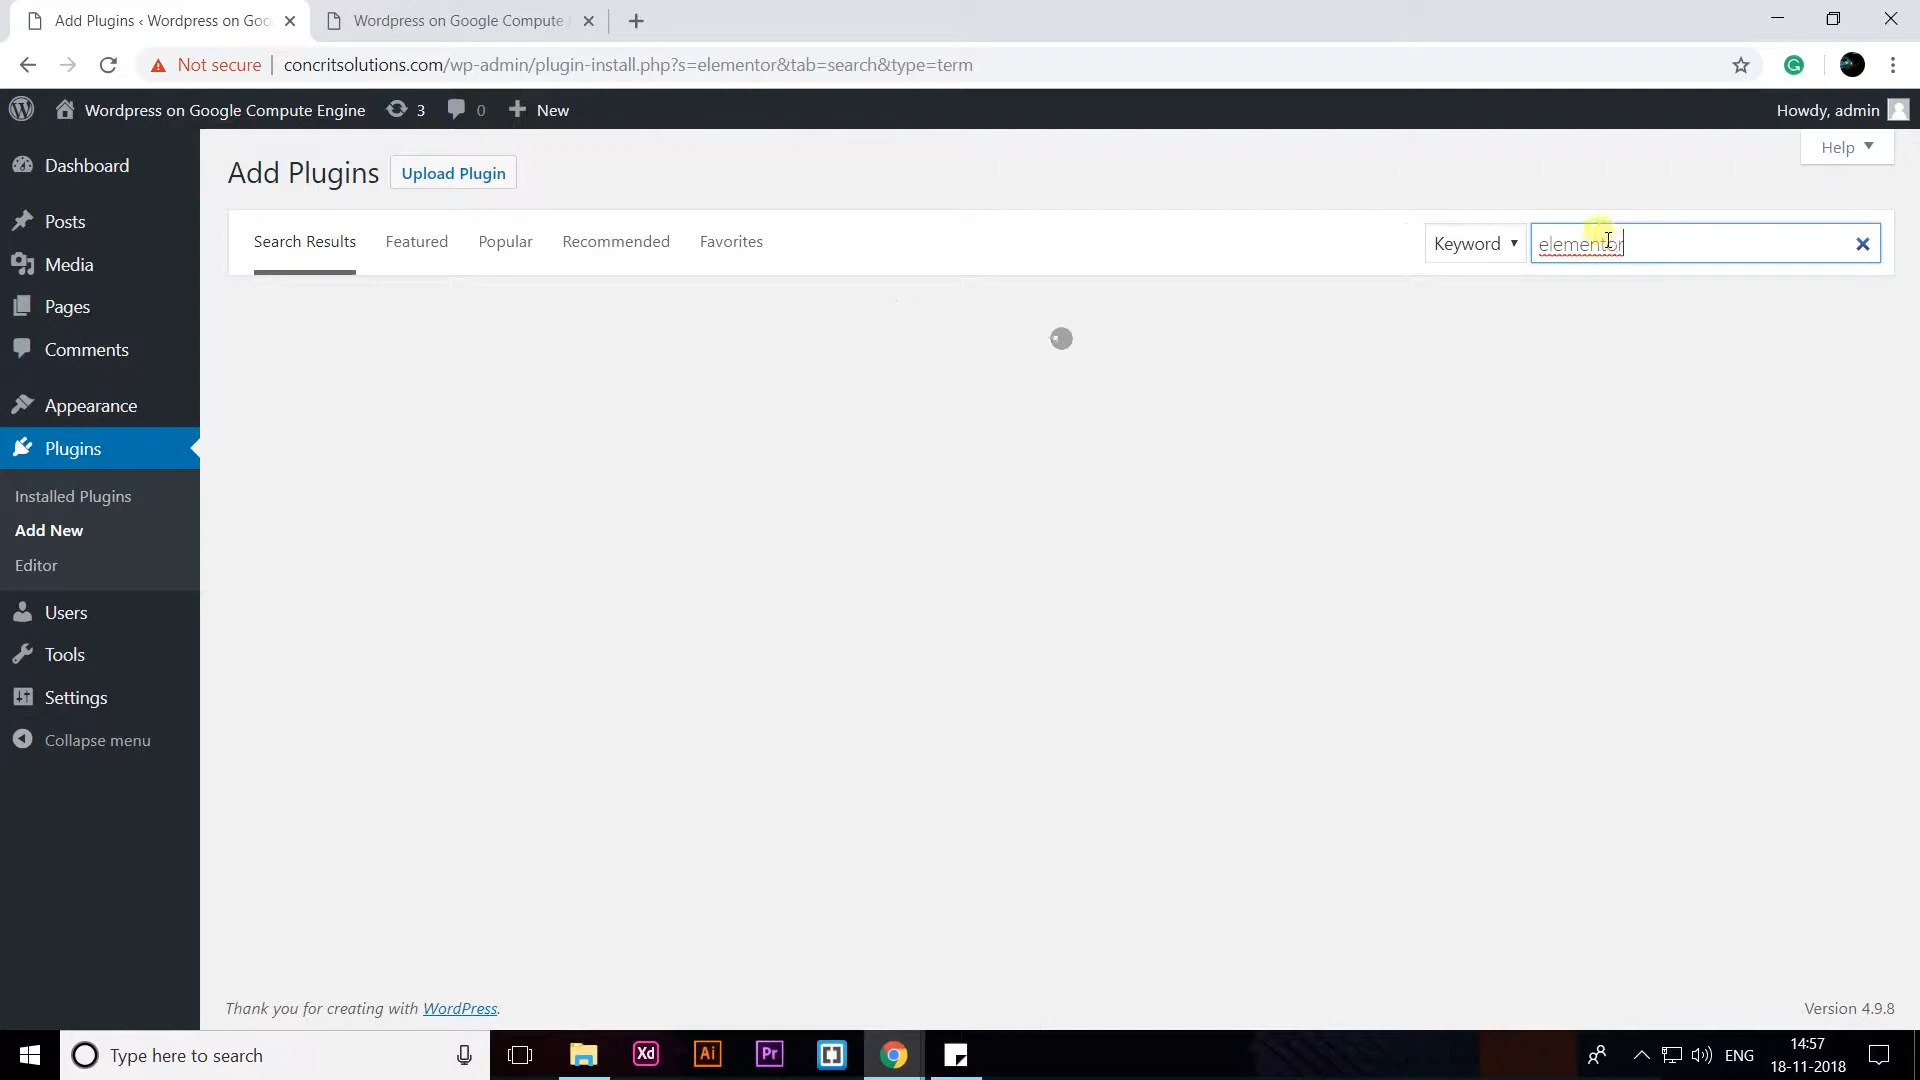 Add Plugins ‹ Wordpress on Goo
Wordpress on Google Compute
Not secure
concritsolutions.com/wp-admin/plugin-install.php?s=elementor&tab=search&type=term
Wordpress on Google Compute Engine
3
0
New
Howdy, admin
Help
Dashboard
Posts
Media
Pages
Comments
Appearance
Plugins
Installed Plugins
Add New
Editor
Users
Tools
Settings
Collapse menu
Add Plugins
Upload Plugin
Search Results
Featured
Popular
Recommended
Favorites
Keyword
elementor
Thank you for creating with WordPress.
Version 4.9.8
Type here to search
Xd
Ai
Pr
ENG
14:57
18-11-2018